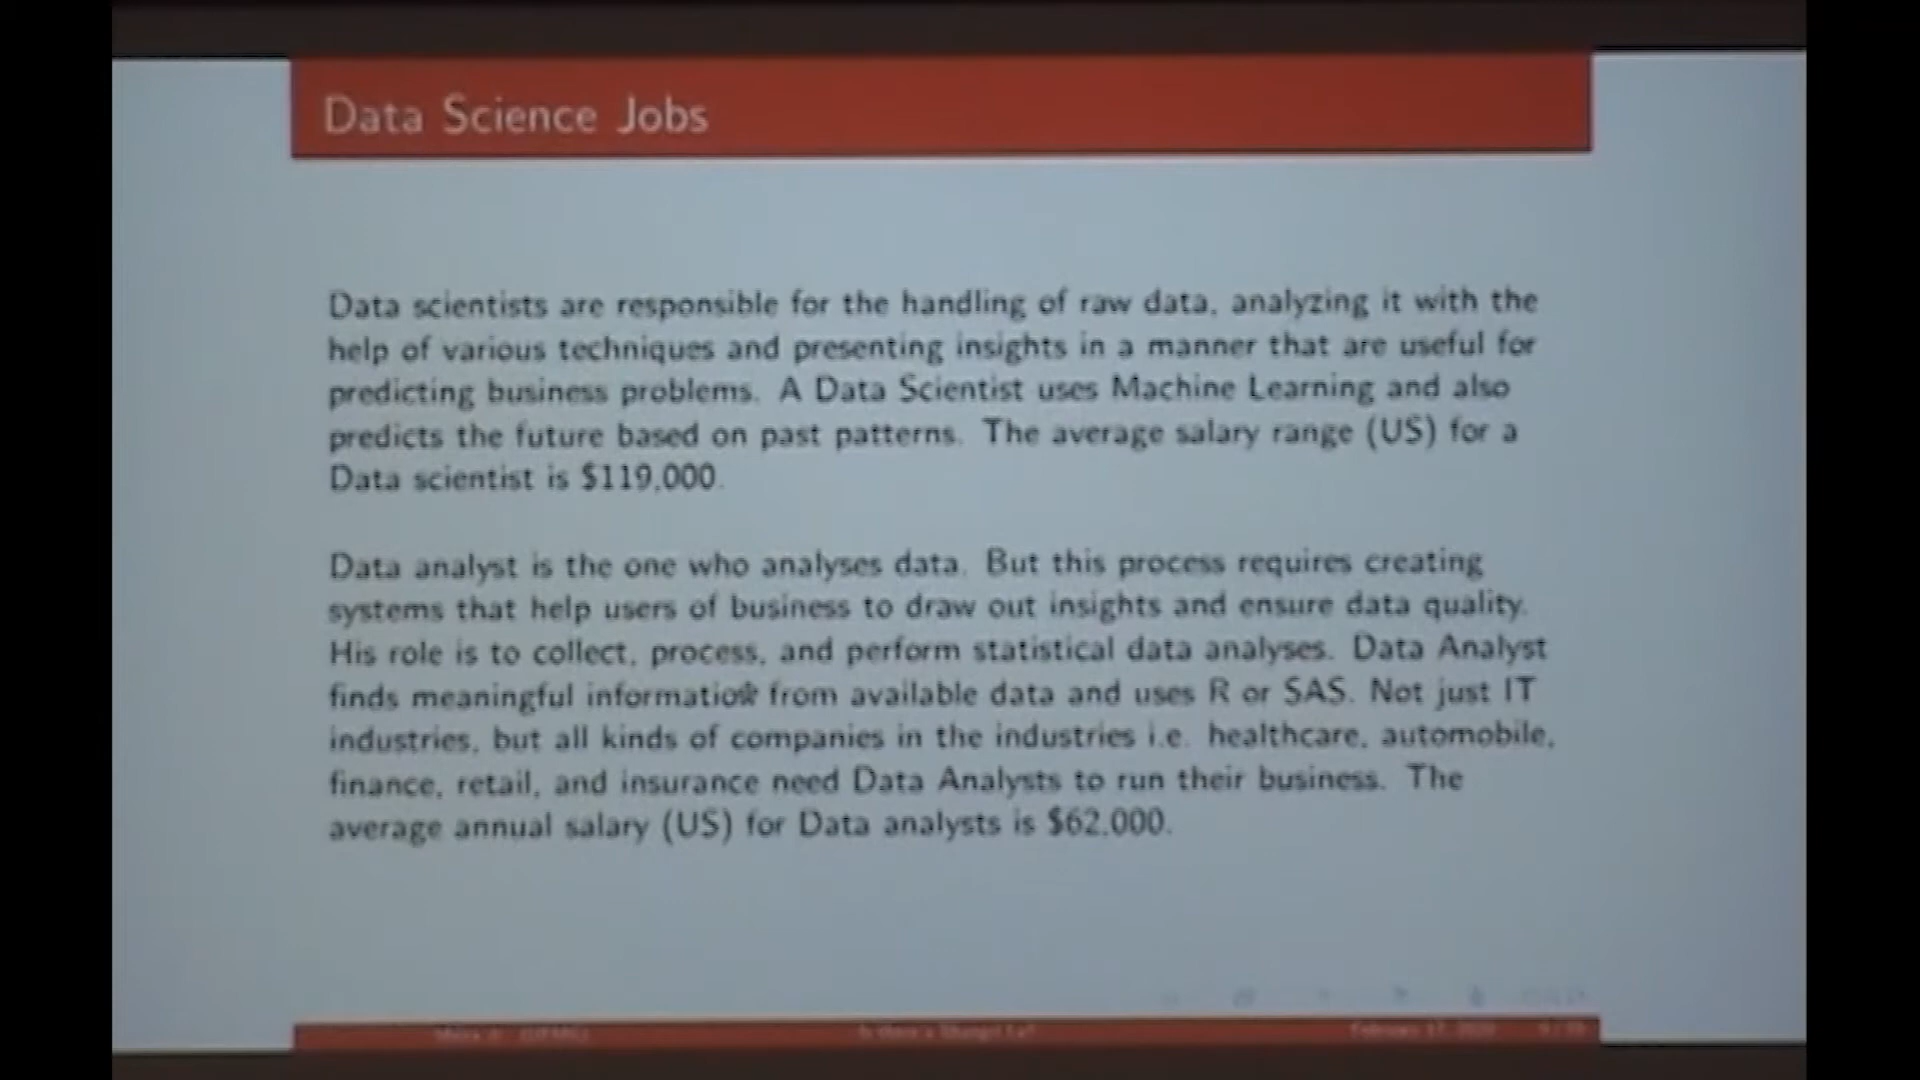 Data Science Jobs
Data scientists are responsible for the handling of raw data, analyzing it with the
help of various techniques and presenting insights in a manner that are useful for
predicting business problems. A Data Scientist uses Machine Learning and also
predicts the future based on past patterns. The average salary range (US) for a
Data scientist is $119,000.
Data analyst is the one who analyses data. But this process requires creating
systems that help users of business to draw out insights and ensure data quality.
His role is to collect, process, and perform statistical data analyses. Data Analyst
finds meaningful information from available data and uses R or SAS. Not just IT
industries, but all kinds of companies in the industries i.e. healthcare, automobile,
finance, retail, and insurance need Data Analysts to run their business. The
average annual salary (US) for Data analysts is $62,000.
February 17, 2020